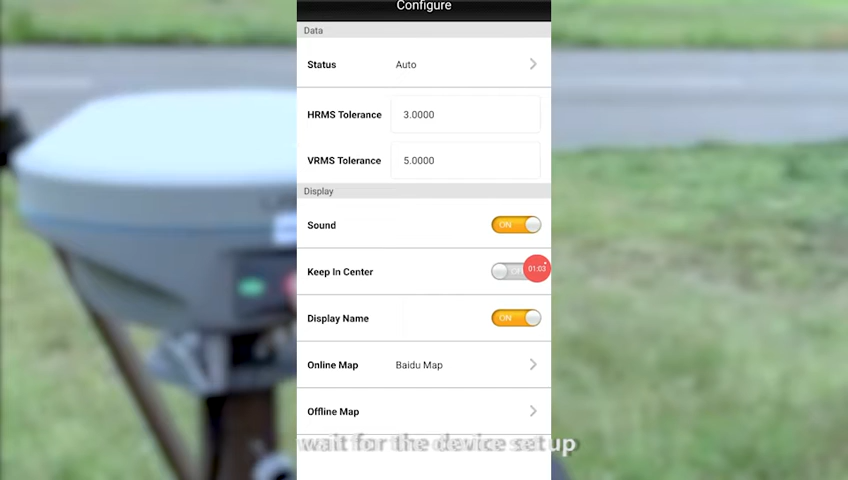 Configure
Data
Status Auto
HRMS Tolerance 3.0000
VRMS Tolerance 5.0000
Display
Sound ON
Keep In Center
01:03
Display Name ON
Online Map Baidu Map
Offline Map
wait for the device setup